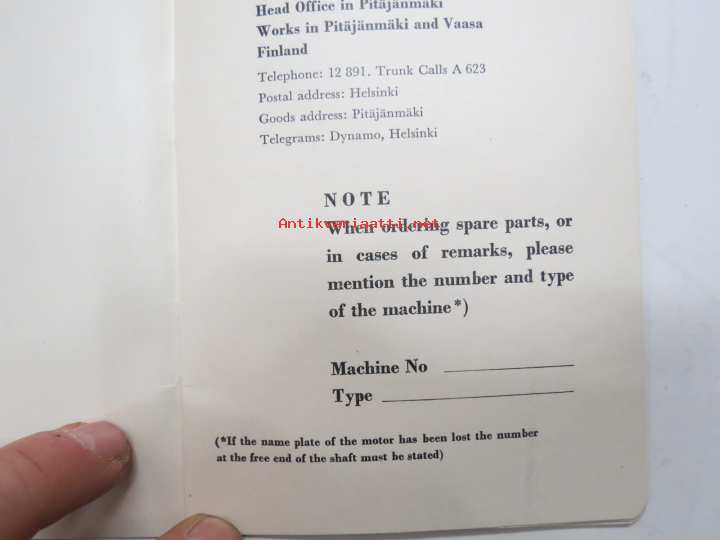 Head Office in Pitäjänmäki
Works in Pitäjänmäki and Vaasa
Finland
Telephone: 12 891. Trunk Calls A 623
Postal address: Helsinki
Goods address: Pitäjänmäki
Telegrams: Dynamo, Helsinki
NOTE
Antikvariaatti.net
When ordering spare parts, or
in cases of remarks, please
mention the number and type
of the machine*)
Machine No
Type
(*If the name plate of the motor has been lost the number
at the free end of the shaft must be stated)